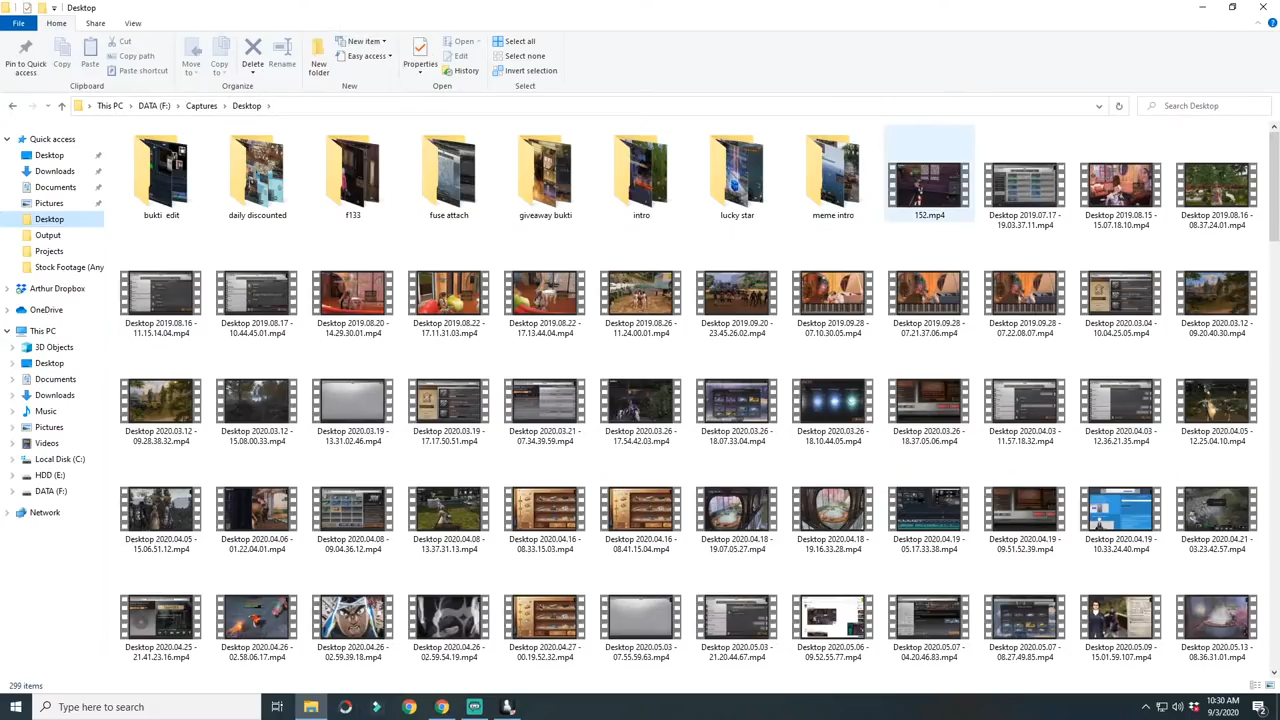 Desktop
File Home Share View
Cut
Copy path
Paste shortcut
Pin to Quick access
Copy
Paste
Move to
Copy to
Delete
Rename
New folder
New item
Easy access
Properties
Open
Edit
History
Select all
Select none
Invert selection
Clipboard Organize New Open Select
This PC DATA (F:) Captures Desktop
Search Desktop
Quick access
Desktop
Downloads
Documents
Pictures
Desktop
Output
Projects
Stock Footage (Any
Arthur Dropbox
OneDrive
This PC
3D Objects
Desktop
Documents
Downloads
Music
Pictures
Videos
Local Disk (C:)
HDD (E:)
DATA (F:)
Network
bukti edit
daily discounted
f133
fuse attach
giveaway bukti
intro
lucky star
meme intro
152.mp4
Desktop 2019.07.17 - 19.03.37.11.mp4
Desktop 2019.08.15 - 15.07.18.10.mp4
Desktop 2019.08.16 - 08.37.24.01.mp4
Desktop 2019.08.16 - 11.15.14.04.mp4
Desktop 2019.08.17 - 10.44.45.01.mp4
Desktop 2019.08.20 - 14.29.30.01.mp4
Desktop 2019.08.22 - 17.11.31.03.mp4
Desktop 2019.08.22 - 17.13.44.04.mp4
Desktop 2019.08.26 - 11.24.00.01.mp4
Desktop 2019.09.20 - 23.45.26.02.mp4
Desktop 2019.09.28 - 07.10.30.05.mp4
Desktop 2019.09.28 - 07.21.37.06.mp4
Desktop 2019.09.28 - 07.22.08.07.mp4
Desktop 2020.03.04 - 10.04.25.05.mp4
Desktop 2020.03.12 - 09.20.40.30.mp4
Desktop 2020.03.12 - 09.28.38.32.mp4
Desktop 2020.03.12 - 15.08.00.33.mp4
Desktop 2020.03.19 - 13.31.02.46.mp4
Desktop 2020.03.19 - 17.17.50.51.mp4
Desktop 2020.03.21 - 07.34.39.59.mp4
Desktop 2020.03.26 - 17.54.42.03.mp4
Desktop 2020.03.26 - 18.07.33.04.mp4
Desktop 2020.03.26 - 18.10.44.05.mp4
Desktop 2020.03.26 - 18.37.06.05.mp4
Desktop 2020.04.03 - 11.57.18.32.mp4
Desktop 2020.04.03 - 12.36.21.35.mp4
Desktop 2020.04.05 - 12.25.04.10.mp4
Desktop 2020.04.05 - 15.06.51.12.mp4
Desktop 2020.04.06 - 01.22.04.01.mp4
Desktop 2020.04.08 - 09.04.36.12.mp4
Desktop 2020.04.08 - 13.37.31.13.mp4
Desktop 2020.04.16 - 08.33.15.03.mp4
Desktop 2020.04.16 - 08.41.15.04.mp4
Desktop 2020.04.18 - 19.07.05.27.mp4
Desktop 2020.04.18 - 19.16.33.28.mp4
Desktop 2020.04.19 - 05.17.33.38.mp4
Desktop 2020.04.19 - 09.51.52.39.mp4
Desktop 2020.04.19 - 10.33.24.40.mp4
Desktop 2020.04.21 - 03.23.42.57.mp4
Desktop 2020.04.25 - 21.41.23.16.mp4
Desktop 2020.04.26 - 02.58.06.17.mp4
Desktop 2020.04.26 - 02.59.39.18.mp4
Desktop 2020.04.26 - 02.59.54.19.mp4
Desktop 2020.04.27 - 00.19.52.32.mp4
Desktop 2020.05.03 - 07.55.59.63.mp4
Desktop 2020.05.03 - 21.20.44.67.mp4
Desktop 2020.05.06 - 09.52.55.77.mp4
Desktop 2020.05.07 - 04.20.46.83.mp4
Desktop 2020.05.07 - 08.27.49.85.mp4
Desktop 2020.05.09 - 15.01.59.107.mp4
Desktop 2020.05.13 - 08.36.31.01.mp4
299 items
Type here to search
10:30 AM
9/3/2020
2